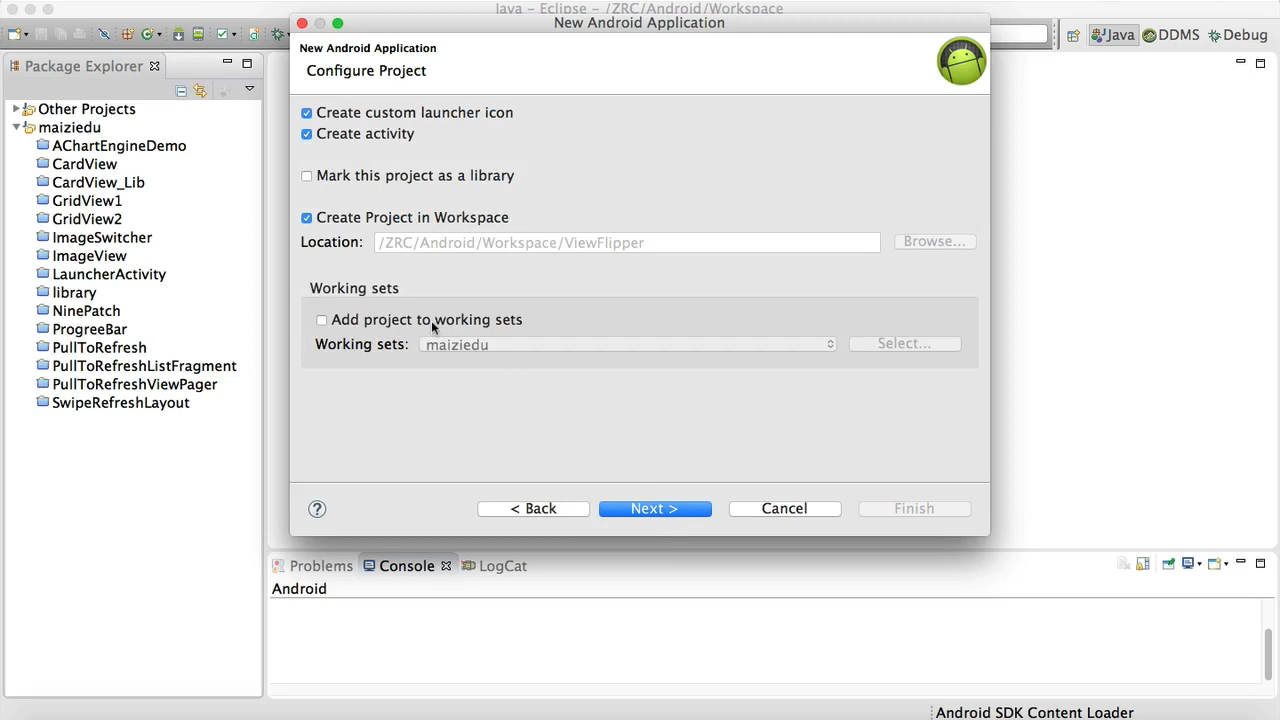 Java – Eclipse – /ZRC/Android/Workspace
Java
DDMS
Debug
Package Explorer
Other Projects
maiziedu
AChartEngineDemo
CardView
CardView_Lib
GridView1
GridView2
ImageSwitcher
ImageView
LauncherActivity
library
NinePatch
ProgreeBar
PullToRefresh
PullToRefreshListFragment
PullToRefreshViewPager
SwipeRefreshLayout
New Android Application
New Android Application
Configure Project
Create custom launcher icon
Create activity
Mark this project as a library
Create Project in Workspace
Location: /ZRC/Android/Workspace/ViewFlipper Browse...
Working sets
Add project to working sets
Working sets: maiziedu Select...
? < Back Next > Cancel Finish
Problems Console LogCat
Android
Android SDK Content Loader